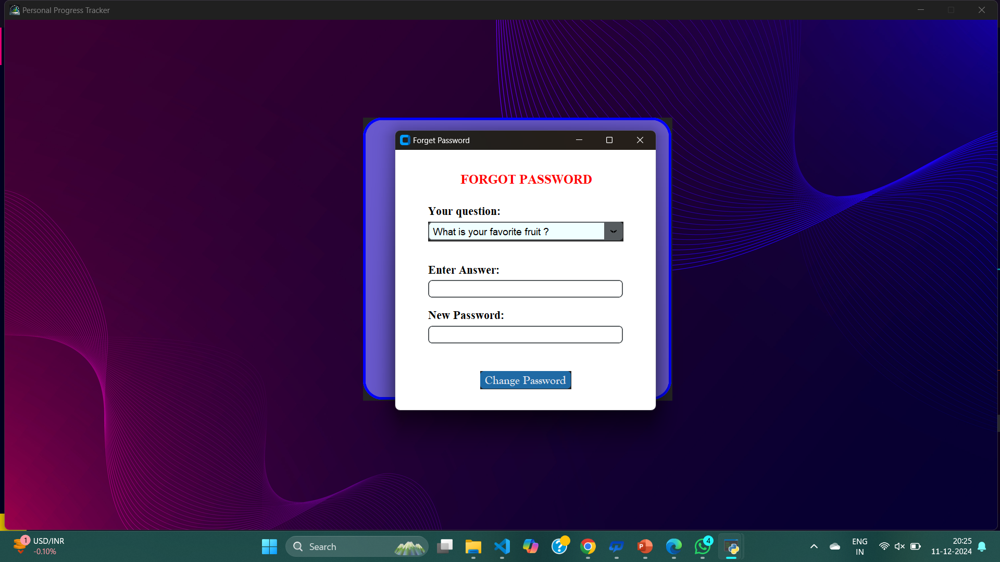 Personal Progress Tracker
Forget Password
FORGOT PASSWORD
Your question:
What is your favorite fruit ?
Enter Answer:
New Password:
Change Password
1
USD/INR
-0.10%
Search
P
4
ENG
IN
20:25
11-12-2024